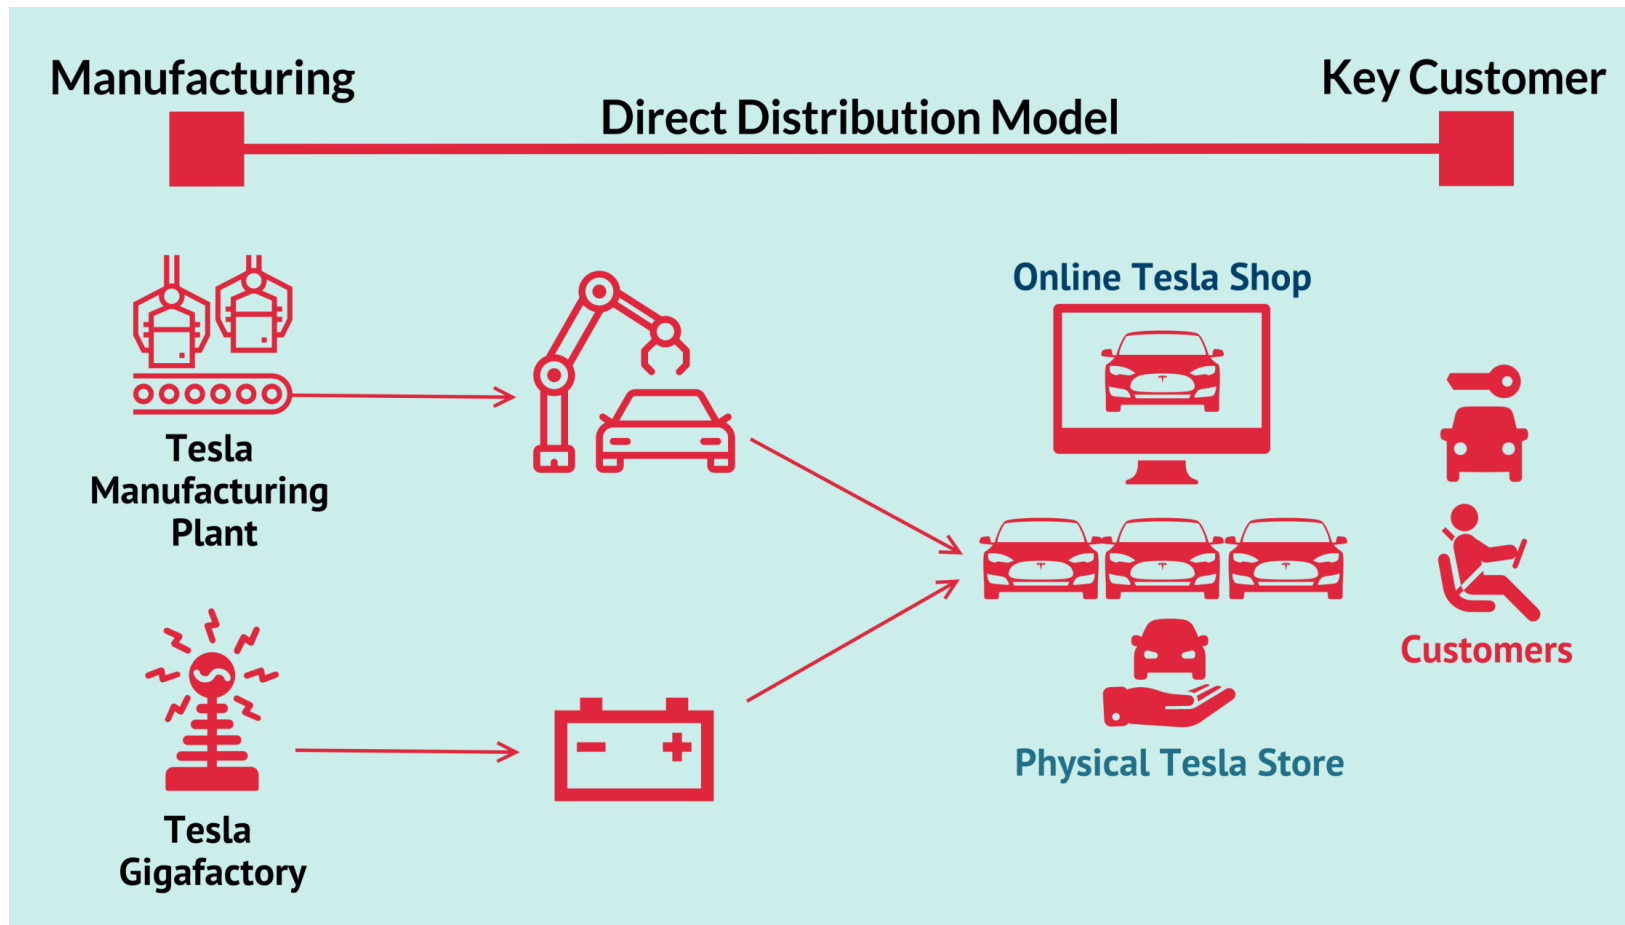 Manufacturing
Direct Distribution Model
Key Customer
Online Tesla Shop
Tesla
Manufacturing
Plant
Customers
Physical Tesla Store
Tesla
Gigafactory